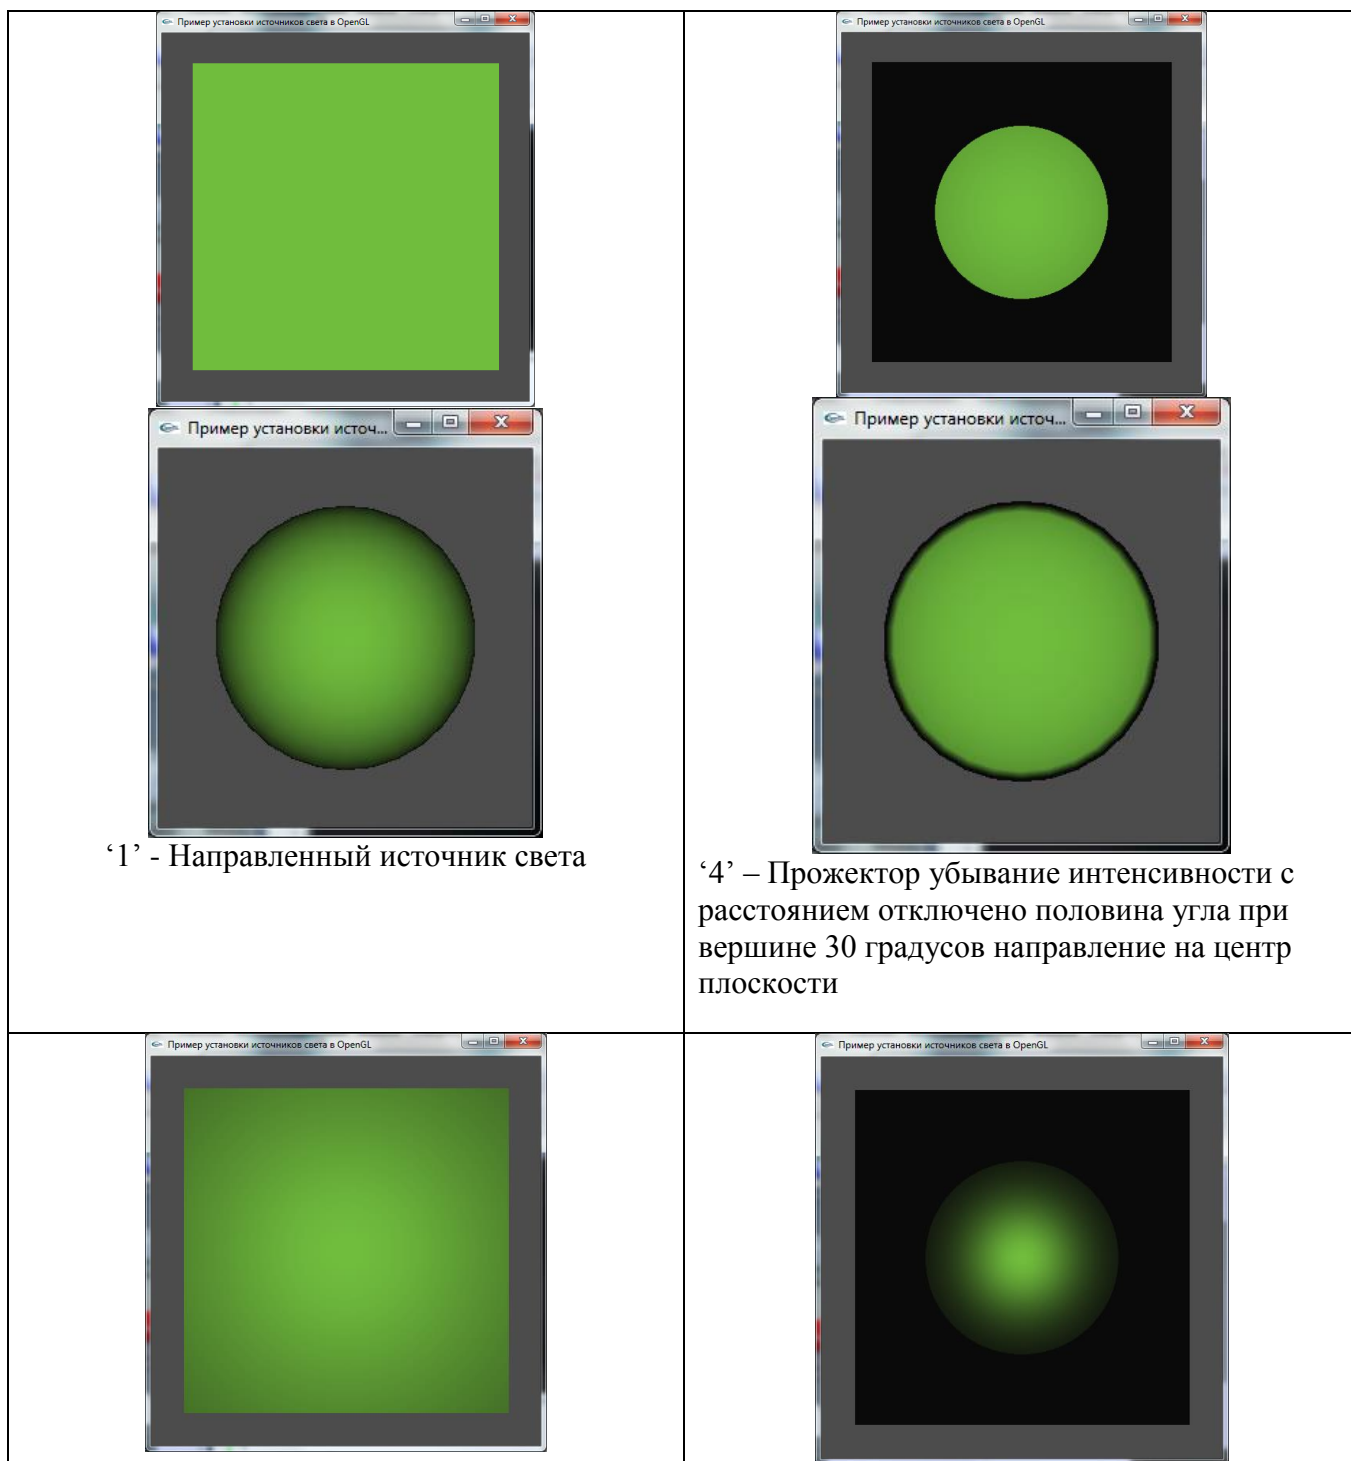 Пример установки источников света в OpenGL
Пример установки источ...
‘1’ - Направленный источник света
Пример установки источников света в OpenGL
Пример установки источ...
‘4’ – Прожектор убывание интенсивности с
расстоянием отключено половина угла при
вершине 30 градусов направление на центр
плоскости
Пример установки источников света в OpenGL
Пример установки источников света в OpenGL